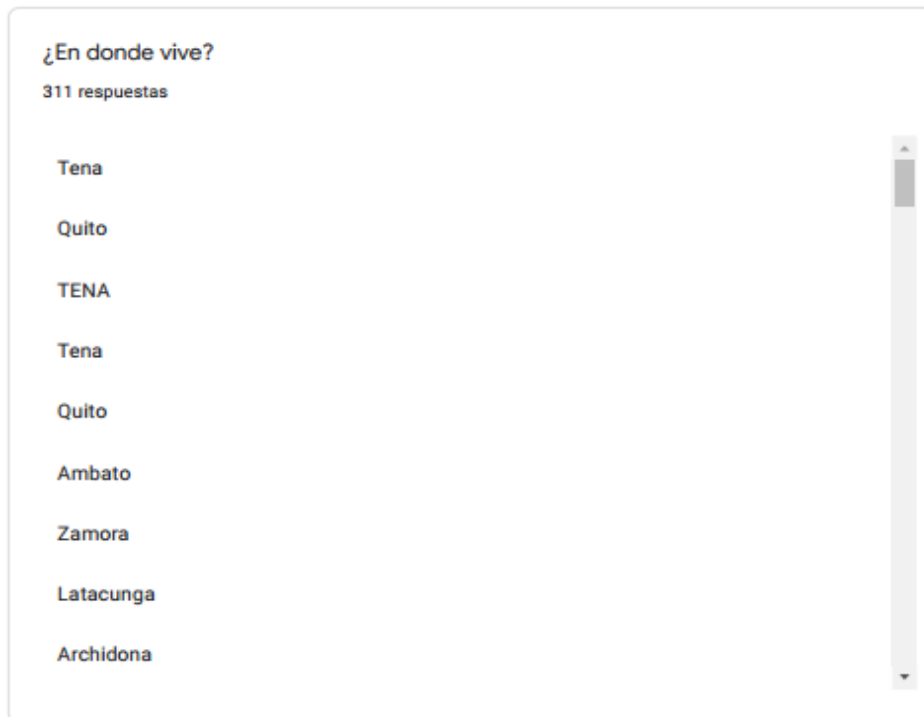 ¿En donde vive?
311 respuestas
Tena
Quito
TENA
Tena
Quito
Ambato
Zamora
Latacunga
Archidona